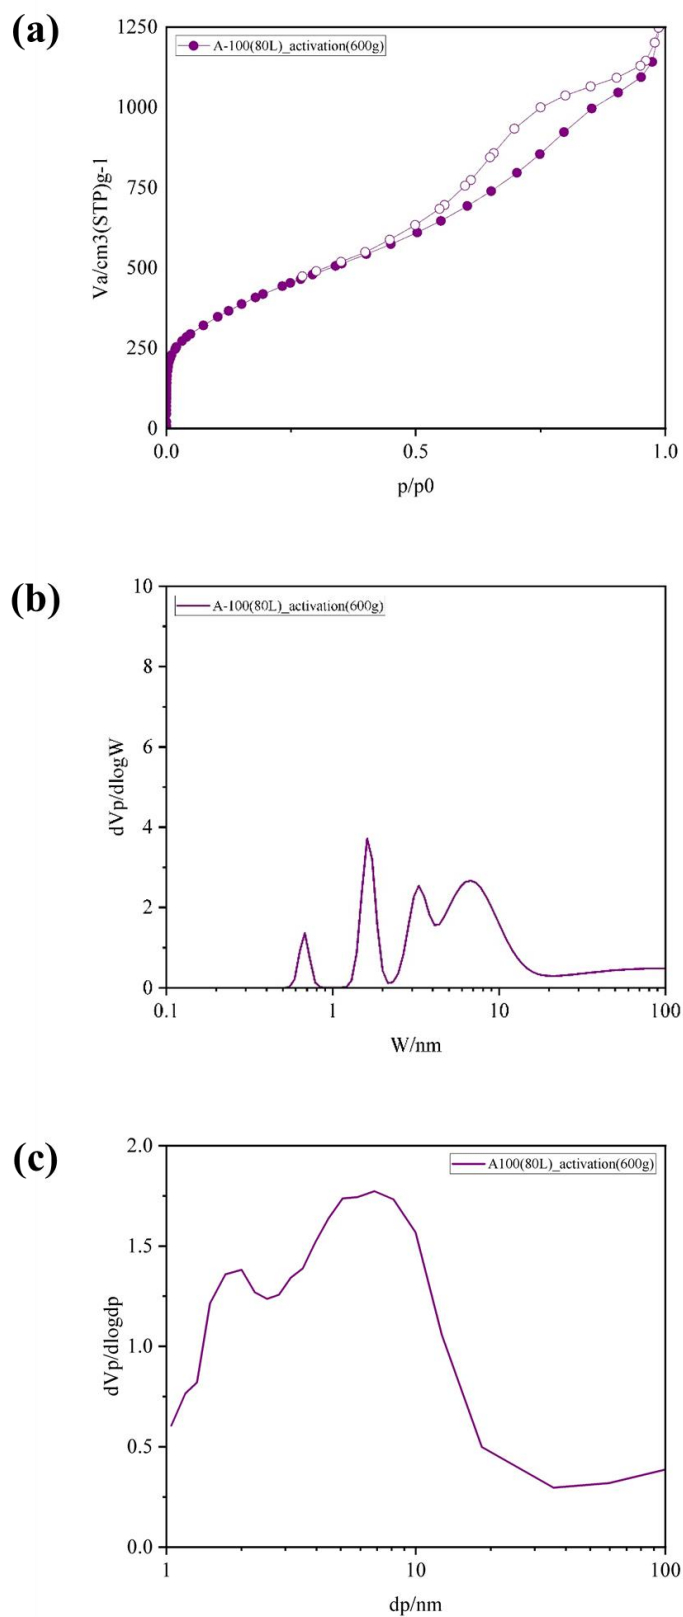 (a)
A-100(80L)_activation(600g)
1250
1000
750
500
250
0
Va/cm3(STP)g-1
0.0
0.5
1.0
p/p0
(b)
A-100(80L)_activation(600g)
10
8
6
4
2
0
dVp/dlogW
0.1
1
10
100
W/nm
(c)
A100(80L)_activation(600g)
2.0
1.5
1.0
0.5
0.0
dVp/dlogdp
1
10
100
dp/nm